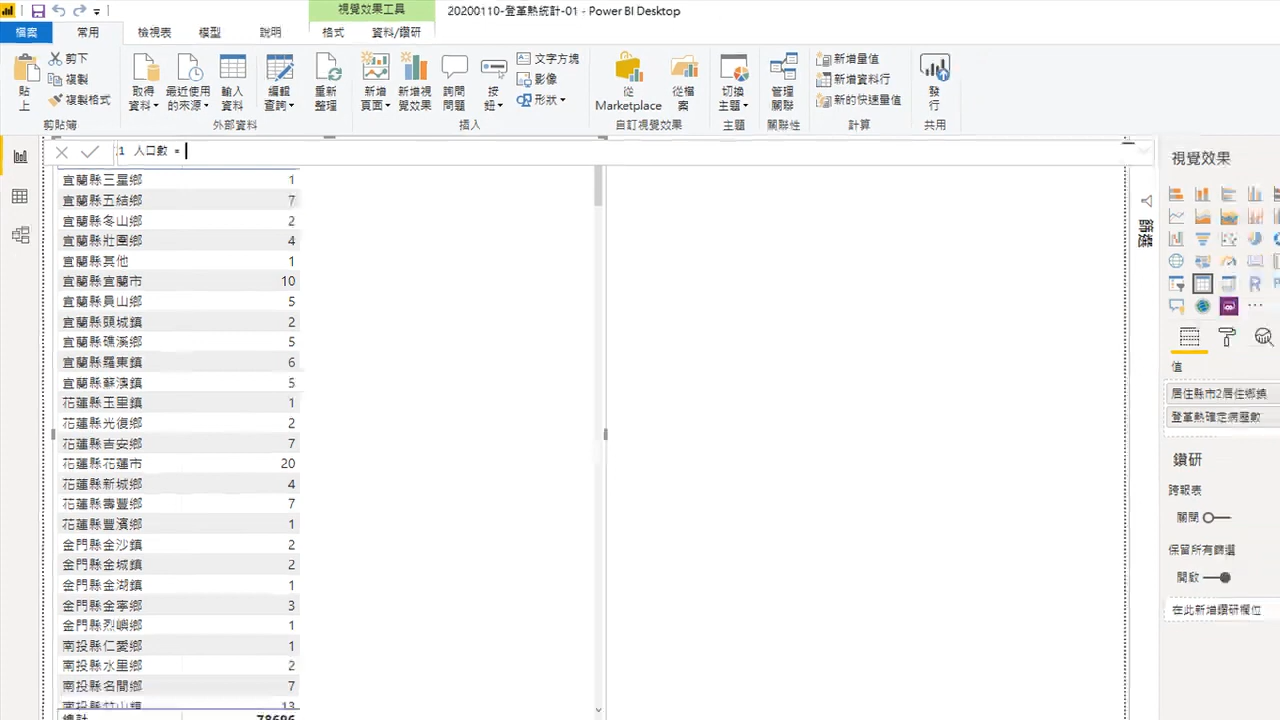 視覺效果工具
20200110-登革熱統計-01 - Power BI Desktop
檔案 常用 檢視表 模型 說明 格式 資料/鑽研
貼上
剪下
複製
複製格式
剪貼簿
取得資料
最近使用的來源
輸入資料
編輯查詢
重新整理
外部資料
新增頁面
新增視覺效果
詢問問題
按鈕
文字方塊
影像
形狀
插入
從 Marketplace
從檔案
自訂視覺效果
切換主題
主題
管理關聯
關聯性
新增量值
新增資料行
新的快速量值
計算
發行
共用
1 人口數 =
宜蘭縣三星鄉 1
宜蘭縣五結鄉 7
宜蘭縣冬山鄉 2
宜蘭縣壯圍鄉 4
宜蘭縣其他 1
宜蘭縣宜蘭市 10
宜蘭縣員山鄉 5
宜蘭縣頭城鎮 2
宜蘭縣礁溪鄉 5
宜蘭縣羅東鎮 6
宜蘭縣蘇澳鎮 5
花蓮縣玉里鎮 1
花蓮縣光復鄉 2
花蓮縣吉安鄉 7
花蓮縣花蓮市 20
花蓮縣新城鄉 4
花蓮縣壽豐鄉 7
花蓮縣豐濱鄉 1
金門縣金沙鎮 2
金門縣金城鎮 2
金門縣金湖鎮 1
金門縣金寧鄉 3
金門縣烈嶼鄉 1
南投縣仁愛鄉 1
南投縣水里鄉 2
南投縣名間鄉 7
南投縣竹山鎮 13
總計 78696
篩選
視覺效果
值
居住縣市2居住鄉鎮
登革熱確定病歷數
鑽研
跨報表
關閉
保留所有篩選
開啟
在此新增鑽研欄位